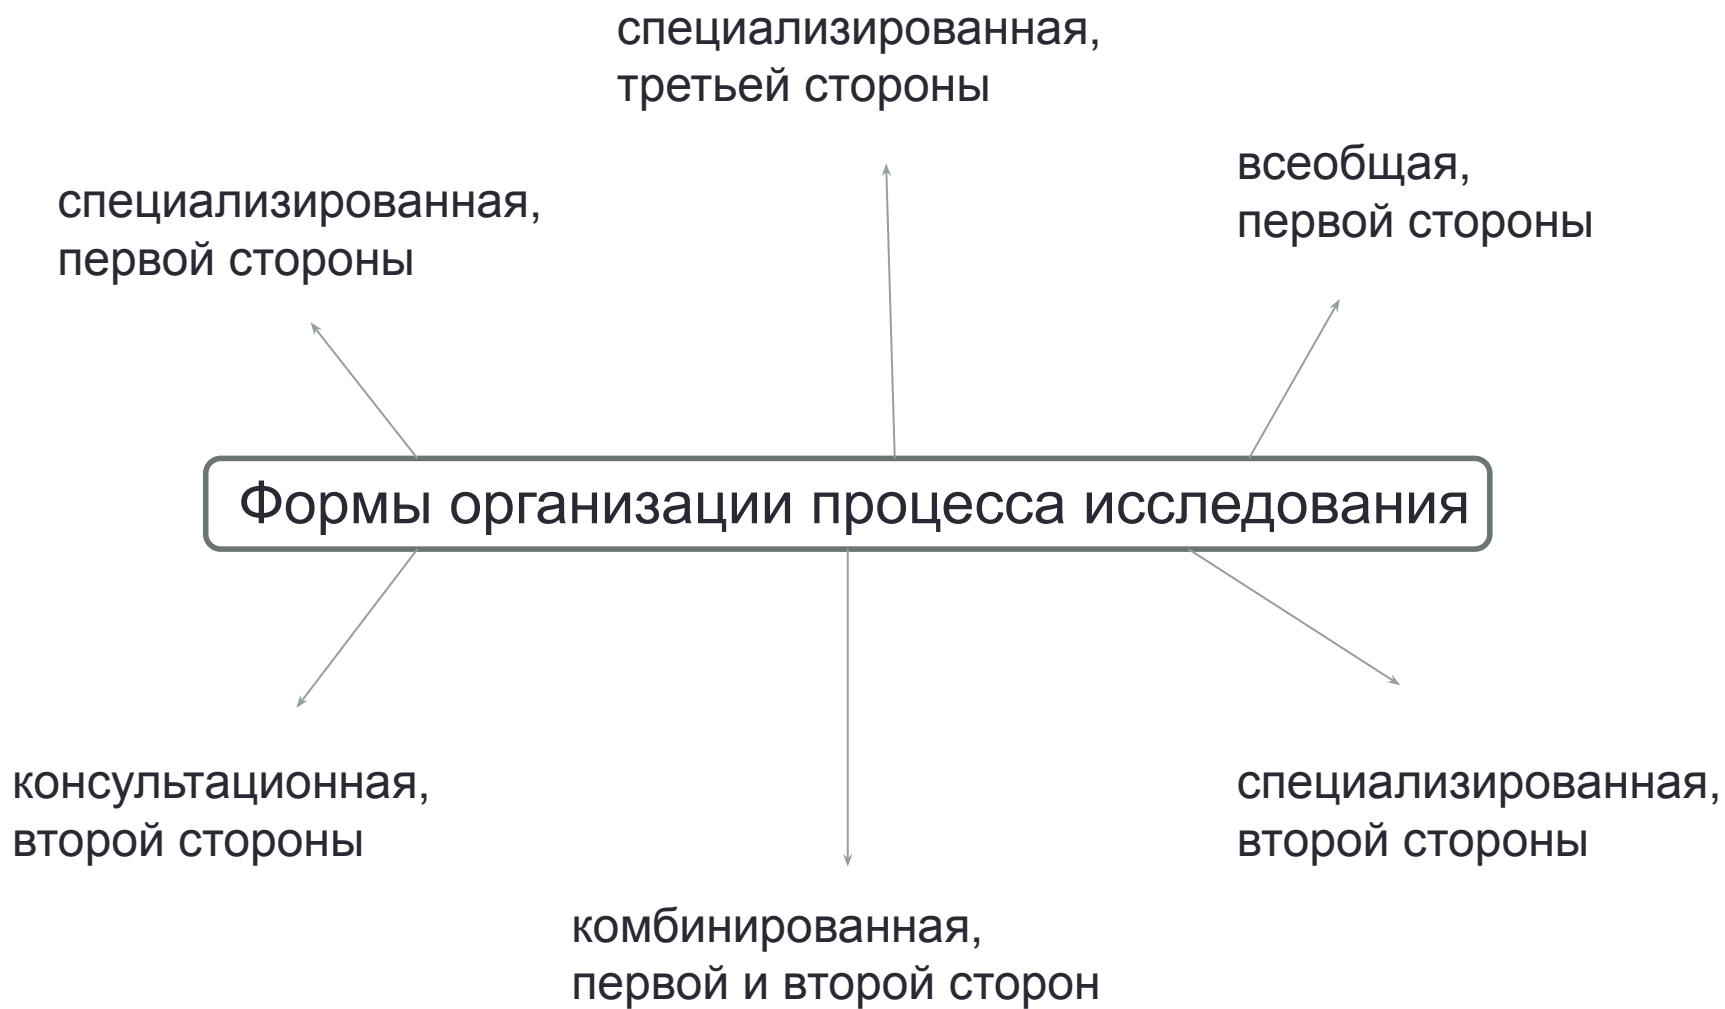 специализированная,
третьей стороны
всеобщая,
первой стороны
специализированная,
первой стороны
Формы организации процесса исследования
консультационная,
второй стороны
специализированная,
второй стороны
комбинированная,
первой и второй сторон